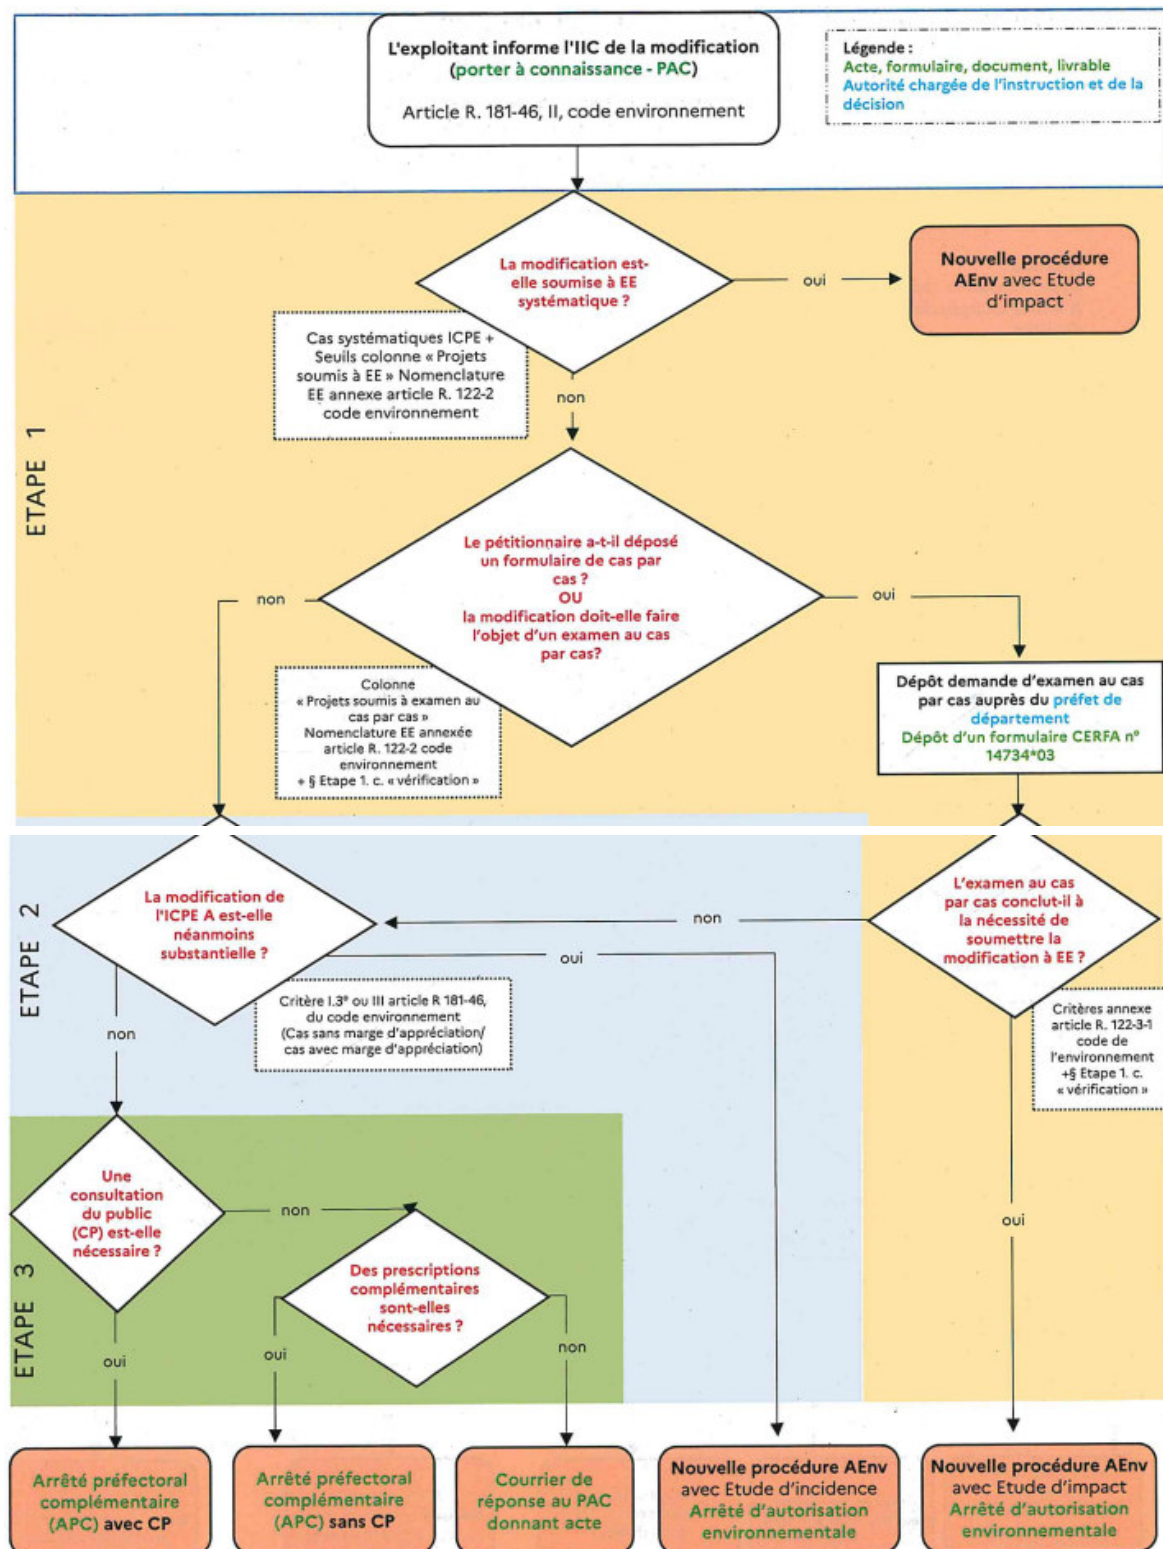 L'exploitant informe l'IIC de la modification
(porter à connaissance - PAC)
Article R. 181-46, II, code environnement
Légende :
Acte, formulaire, document, livrable
Autorité chargée de l'instruction et de la
décision
ETAPE 1
La modification est-
elle soumise à EE
systématique ?
oui
Nouvelle procédure
AEnv avec Etude
d'impact
Cas systématiques ICPE +
Seuils colonne « Projets
soumis à EE » Nomenclature
EE annexe article R. 122-2
code environnement
non
Le pétitionnaire a-t-il déposé
un formulaire de cas par
cas ?
OU
la modification doit-elle faire
l'objet d'un examen au cas
par cas?
non
oui
Colonne
« Projets soumis à examen au
cas par cas »
Nomenclature EE annexée
article R. 122-2 code
environnement
+ § Etape 1. c. « vérification »
Dépôt demande d'examen au cas
par cas auprès du préfet de
département
Dépôt d'un formulaire CERFA n°
14734*03
ETAPE 2
La modification de
l'ICPE A est-elle
néanmoins
substantielle ?
non
L'examen au cas
par cas conclut-il à
la nécessité de
soumettre la
modification à EE ?
oui
Critère I.3° ou III article R 181-46,
du code environnement
(Cas sans marge d'appréciation/
cas avec marge d'appréciation)
non
Critères annexe
article R. 122-3-1
code de
l'environnement
+§ Etape 1. c.
« vérification »
ETAPE 3
Une
consultation
du public
(CP) est-elle
nécessaire ?
non
oui
Des prescriptions
complémentaires
sont-elles
nécessaires ?
oui
oui
non
Arrêté préfectoral
complémentaire
(APC) avec CP
Arrêté préfectoral
complémentaire
(APC) sans CP
Courrier de
réponse au PAC
donnant acte
Nouvelle procédure AEnv
avec Etude d'incidence
Arrêté d'autorisation
environnementale
Nouvelle procédure AEnv
avec Etude d'impact
Arrêté d'autorisation
environnementale